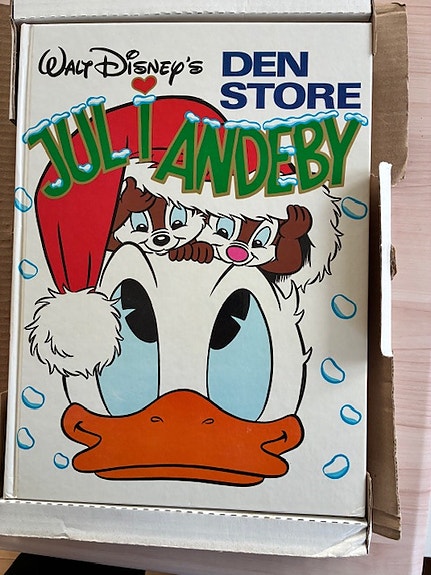 WALT DISNEY'S
DEN
STORE
JUL i ANDEBY